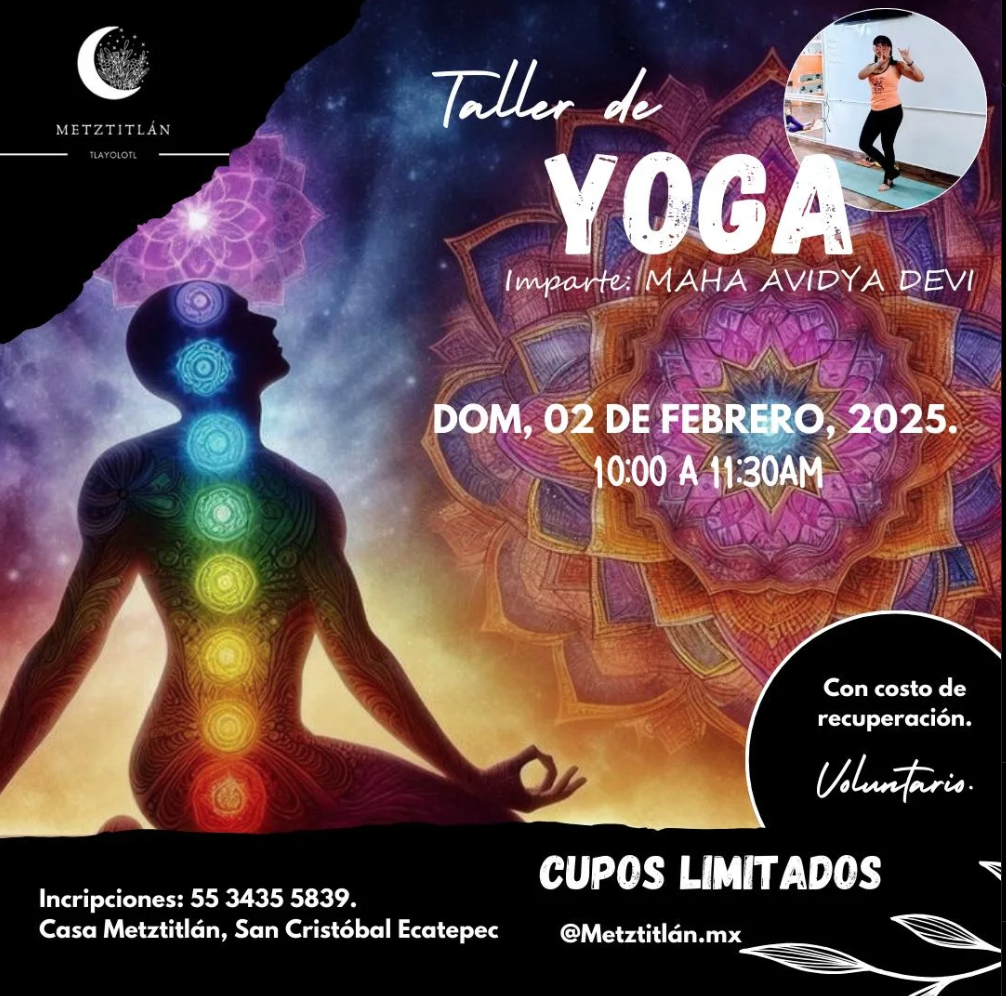 METZTITLÁN
TLAYOLOTL
Taller de
YOGA
Imparte: MAHA AVIDYA DEVI
DOM, 02 DE FEBRERO, 2025.
10:00 A 11:30AM
Con costo de
recuperación.
Voluntario.
CUPOS LIMITADOS
Incripciones: 55 3435 5839.
Casa Metztitlán, San Cristóbal Ecatepec
@Metztitlán.mx